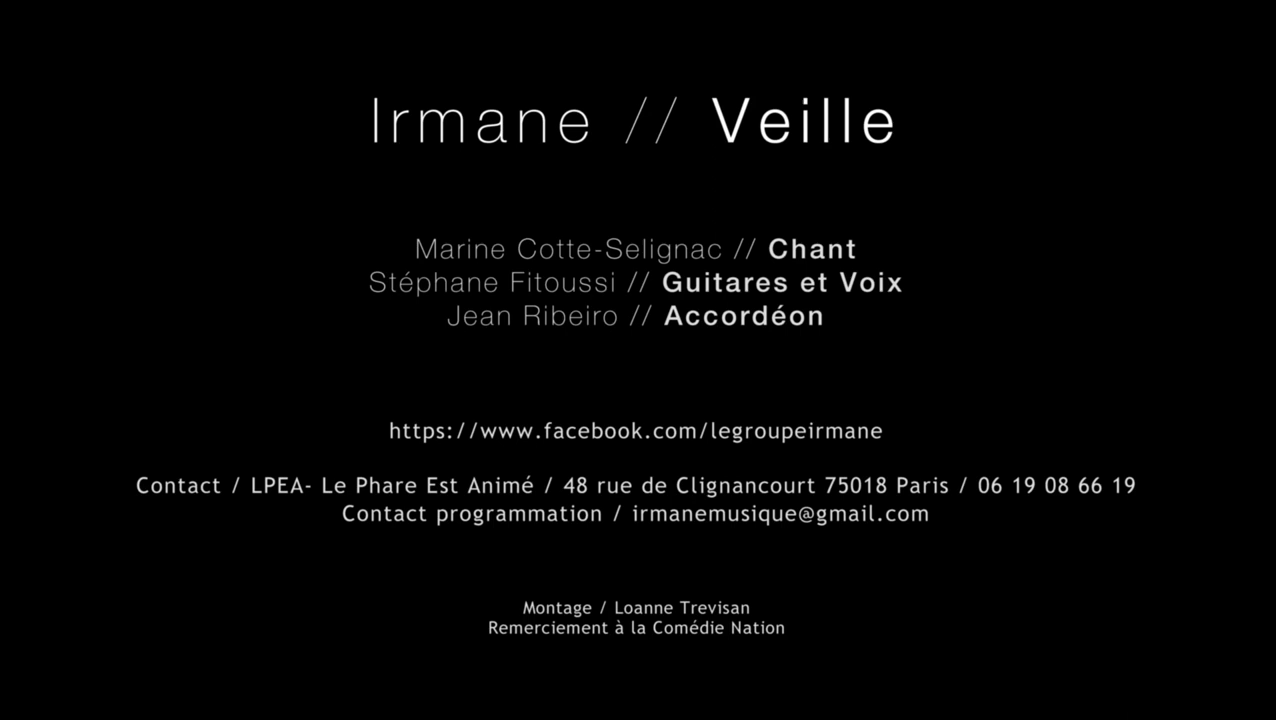 Irmane // Veille
Marine Cotte-Selignac // Chant
Stéphane Fitoussi // Guitares et Voix
Jean Ribeiro // Accordéon
https://www.facebook.com/legroupeirmane
Contact / LPEA- Le Phare Est Animé / 48 rue de Clignancourt 75018 Paris / 06 19 08 66 19
Contact programmation / irmanemusique@gmail.com
Montage / Loanne Trevisan
Remerciement à la Comédie Nation